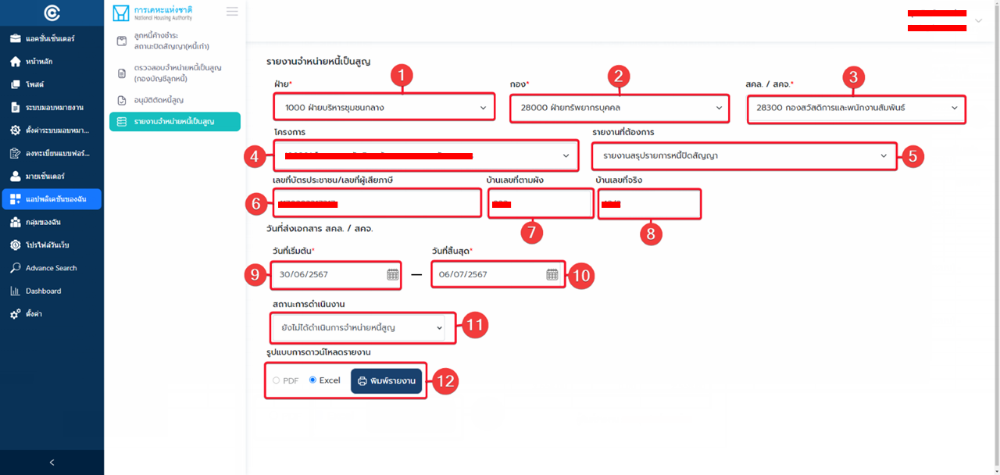 การเคหะแห่งชาติ
National Housing Authority
แอคชั่นเซ็นเตอร์
หน้าหลัก
โพสต์
ระบบมอบหมายงาน
ตั้งค่าระบบมอบหมา...
ลงทะเบียนแบบฟอร์...
มายเซ็นเตอร์
แอปพลิเคชันของฉัน
กลุ่มของฉัน
โปรไฟล์วันเว็บ
Advance Search
Dashboard
ตั้งค่า
ลูกหนี้ค้างชำระ
สถานะปิดสัญญา(หนี้เก่า)
ตรวจสอบจำหน่ายหนี้เป็นสูญ
(กองบัญชีลูกหนี้)
อนุมัติตัดหนี้สูญ
รายงานจำหน่ายหนี้เป็นสูญ
รายงานจำหน่ายหนี้เป็นสูญ
1 2 3
ฝ่าย* กอง* สคล. / สคจ.*
1000 ฝ่ายบริหารชุมชนกลาง 28000 ฝ่ายทรัพยากรบุคคล 28300 กองสวัสดิการและพนักงานสัมพันธ์
โครงการ รายงานที่ต้องการ
4 รายงานสรุปรายการหนี้ปิดสัญญา 5
เลขที่บัตรประชาชน/เลขที่ผู้เสียภาษี บ้านเลขที่ตามผัง บ้านเลขที่จริง
6 7 8
วันที่ส่งเอกสาร สคล. / สคจ.
วันที่เริ่มต้น* วันที่สิ้นสุด*
9 30/06/2567 — 06/07/2567 10
สถานะการดำเนินงาน
ยังไม่ได้ดำเนินการจำหน่ายหนี้สูญ 11
รูปแบบการดาวน์โหลดรายงาน
PDF Excel พิมพ์รายงาน 12